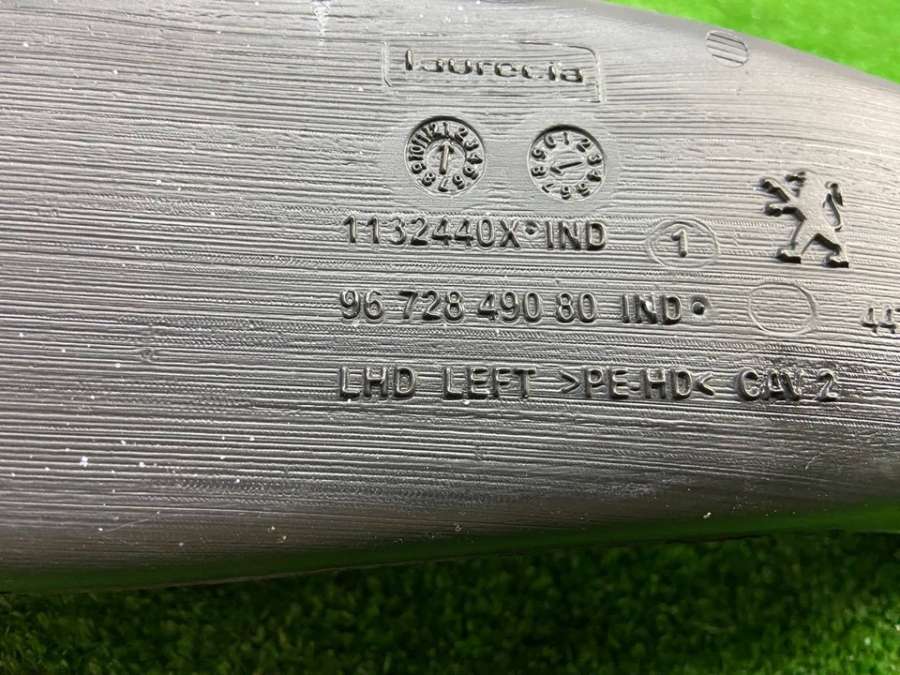 faurecia
1132440X•IND 1
96 728 490 80 IND•
LHD LEFT >PE-HD< CAV 2